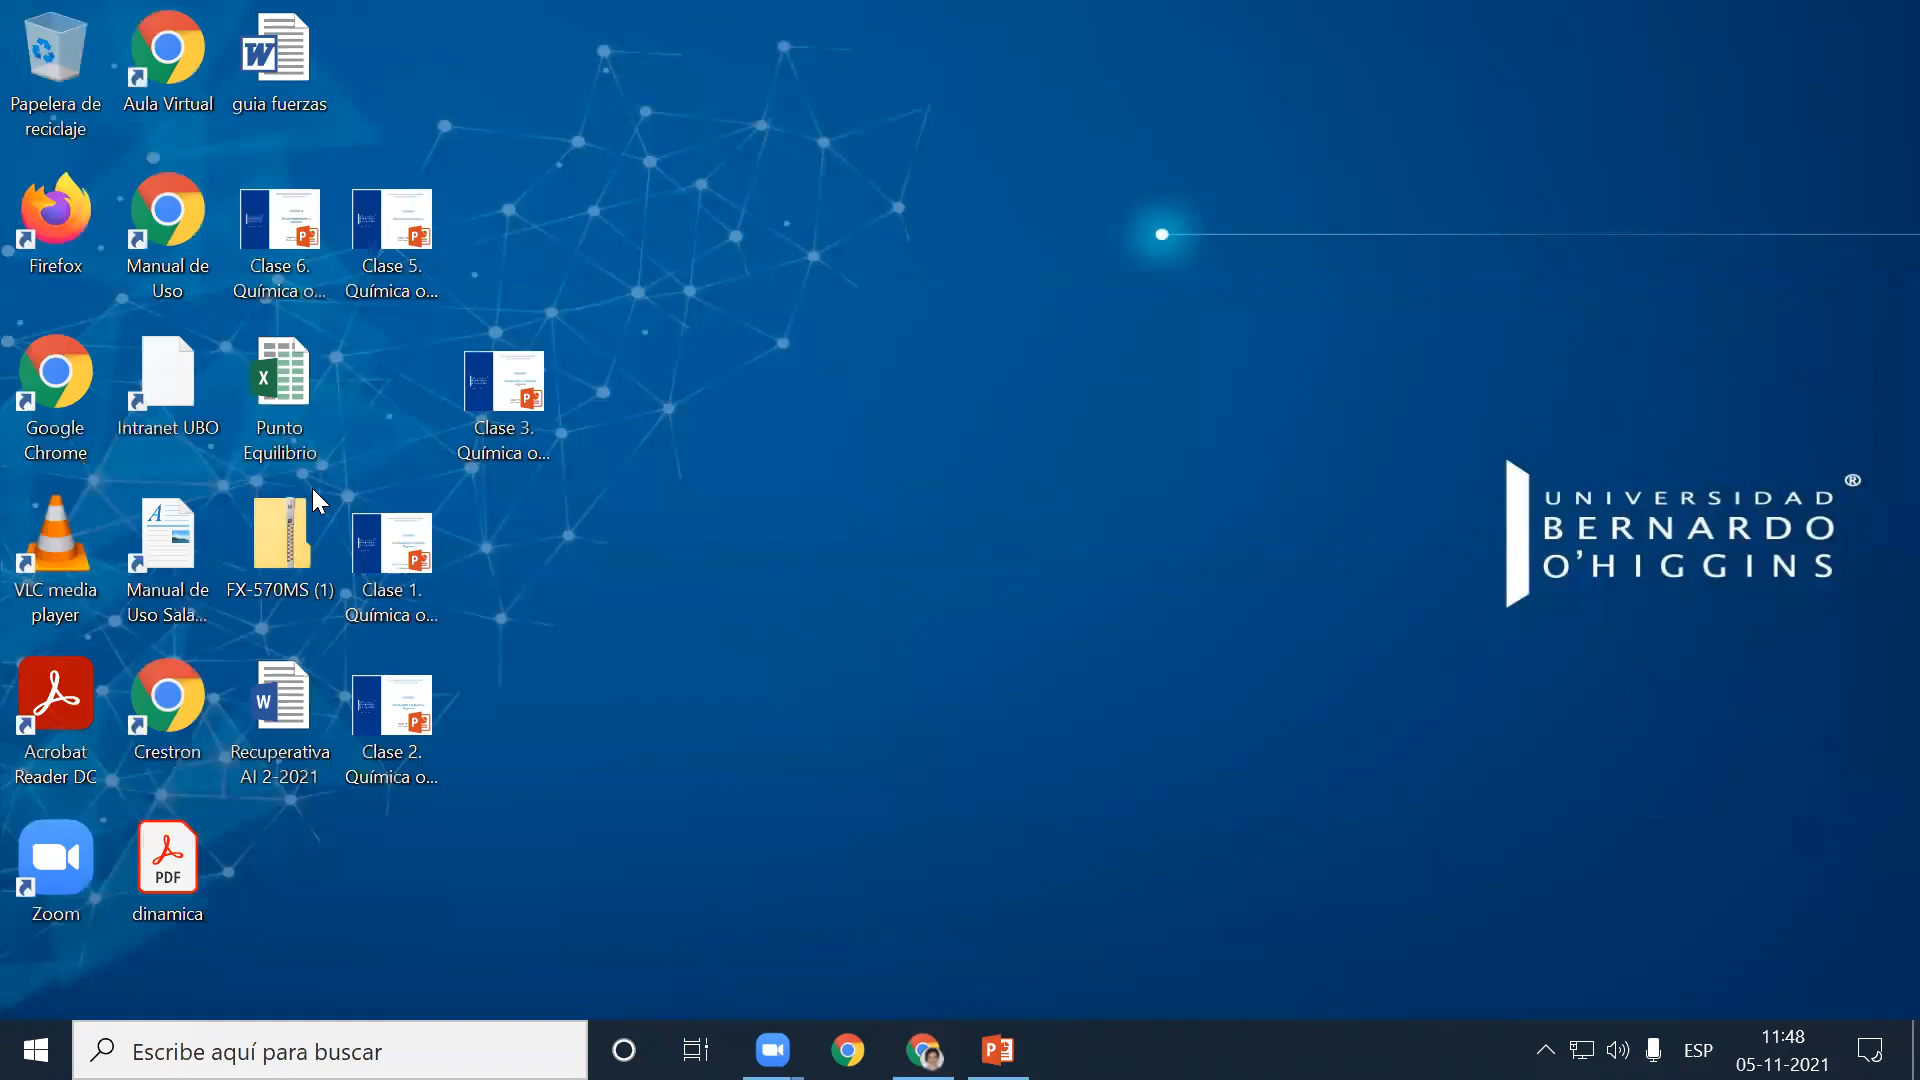 Papelera de
reciclaje
Aula Virtual
guia fuerzas
Firefox
Manual de
Uso
Clase 6.
Química o...
Clase 5.
Química o...
Google
Chrome
Intranet UBO
Punto
Equilibrio
Clase 3.
Química o...
VLC media
player
Manual de
Uso Sala...
FX-570MS (1)
Clase 1.
Química o...
Acrobat
Reader DC
Crestron
Recuperativa
AI 2-2021
Clase 2.
Química o...
Zoom
PDF
dinamica
UNIVERSIDAD ®
BERNARDO
O'HIGGINS
Escribe aquí para buscar
ESP
11:48
05-11-2021